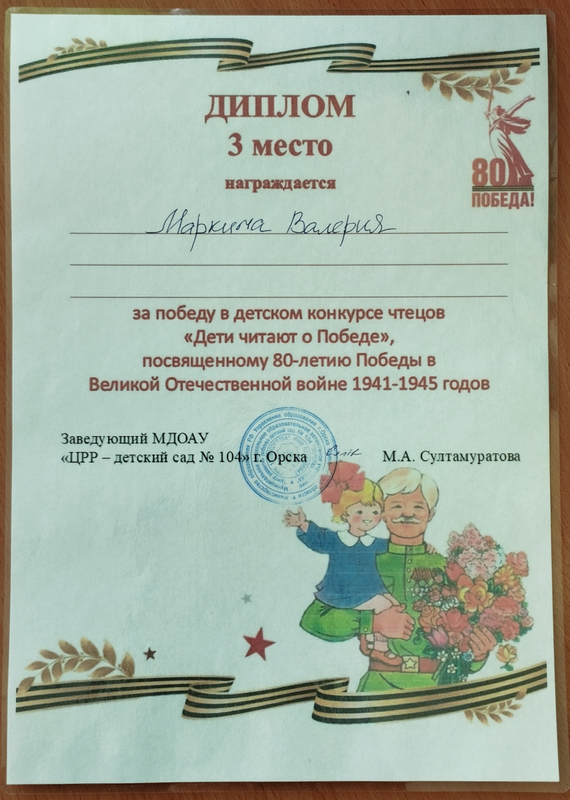 ДИПЛОМ
3 место
награждается
80
ПОБЕДА!
Маркина Валерия
за победу в детском конкурсе чтецов
«Дети читают о Победе»,
посвященному 80-летию Победы в
Великой Отечественной войне 1941-1945 годов
Заведующий МДОАУ
«ЦРР – детский сад № 104» г. Орска
М.А. Султамуратова